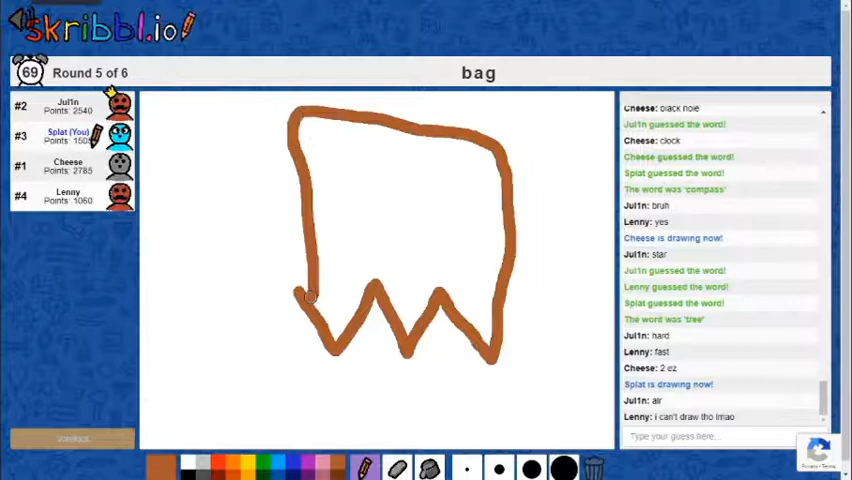 skribbl.io
69
Round 5 of 6
bag
#2
Jul1n
Points: 2540
#3
Splat (You)
Points: 1505
#1
Cheese
Points: 2785
#4
Lenny
Points: 1060
Cheese: black hole
Jul1n guessed the word!
Cheese: clock
Cheese guessed the word!
Splat guessed the word!
The word was 'compass'
Jul1n: bruh
Lenny: yes
Cheese is drawing now!
Jul1n: star
Jul1n guessed the word!
Lenny guessed the word!
Splat guessed the word!
The word was 'tree'
Jul1n: hard
Lenny: fast
Cheese: 2 ez
Splat is drawing now!
Jul1n: air
Lenny: i can't draw tho lmao
Type your guess here...
Privacy - Terms